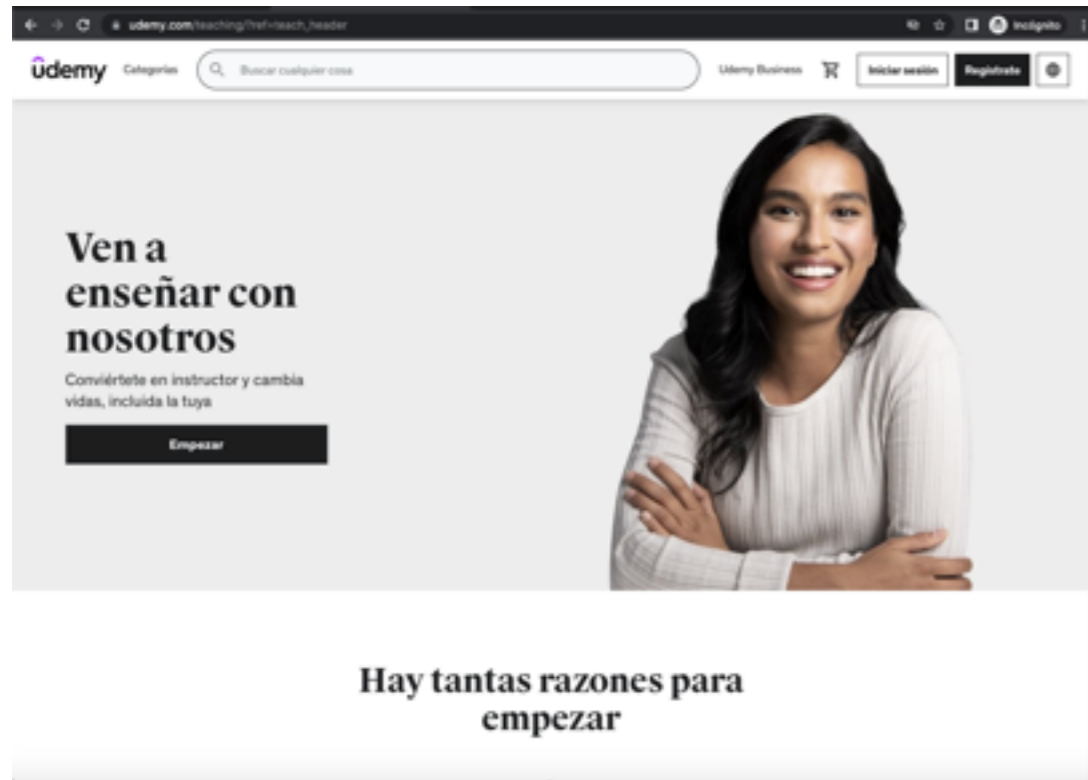 udemy.com/teaching/?ref=teach_header
Incógnito
ûdemy
Categorías
Buscar cualquier cosa
Udemy Business
Iniciar sesión
Regístrate
Ven a
enseñar con
nosotros
Conviértete en instructor y cambia
vidas, incluida la tuya
Empezar
Hay tantas razones para
empezar